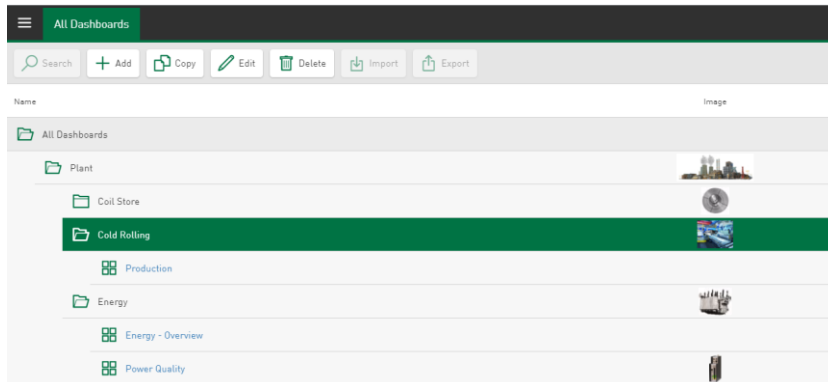 All Dashboards
Search Add Copy Edit Delete Import Export
Name Image
All Dashboards
Plant
Coil Store
Cold Rolling
Production
Energy
Energy - Overview
Power Quality